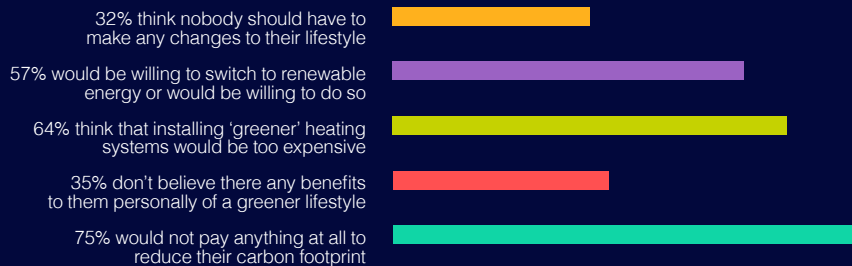 32% think nobody should have to
make any changes to their lifestyle
57% would be willing to switch to renewable
energy or would be willing to do so
64% think that installing ‘greener’ heating
systems would be too expensive
35% don’t believe there any benefits
to them personally of a greener lifestyle
75% would not pay anything at all to
reduce their carbon footprint